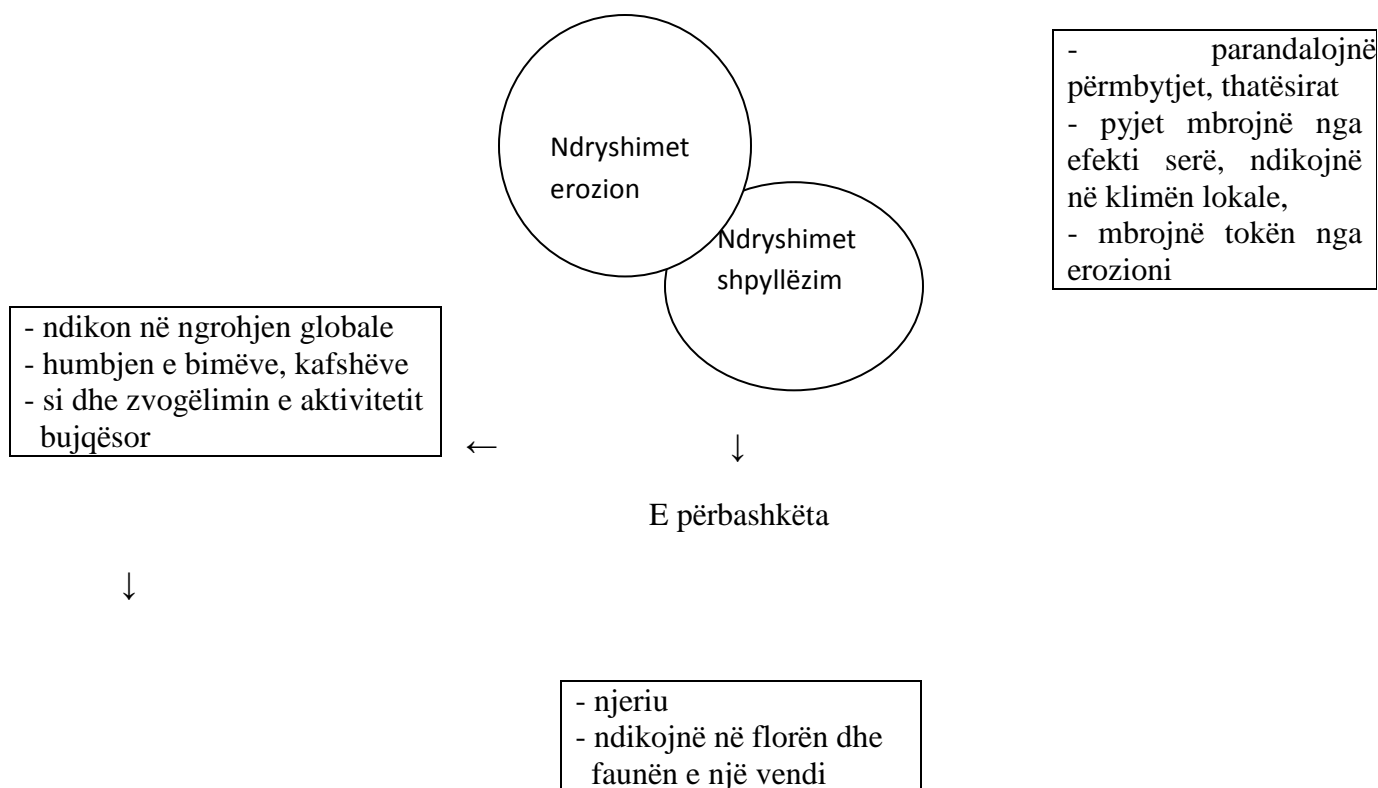 - parandalojnë
përmbytjet, thatësirat
- pyjet mbrojnë nga
efekti serë, ndikojnë
në klimën lokale,
- mbrojnë tokën nga
erozioni
Ndryshimet
erozion
Ndryshimet
shpyllëzim
- ndikon në ngrohjen globale
- humbjen e bimëve, kafshëve
- si dhe zvogëlimin e aktivitetit
bujqësor
←
↓
E përbashkëta
↓
- njeriu
- ndikojnë në florën dhe
faunën e një vendi